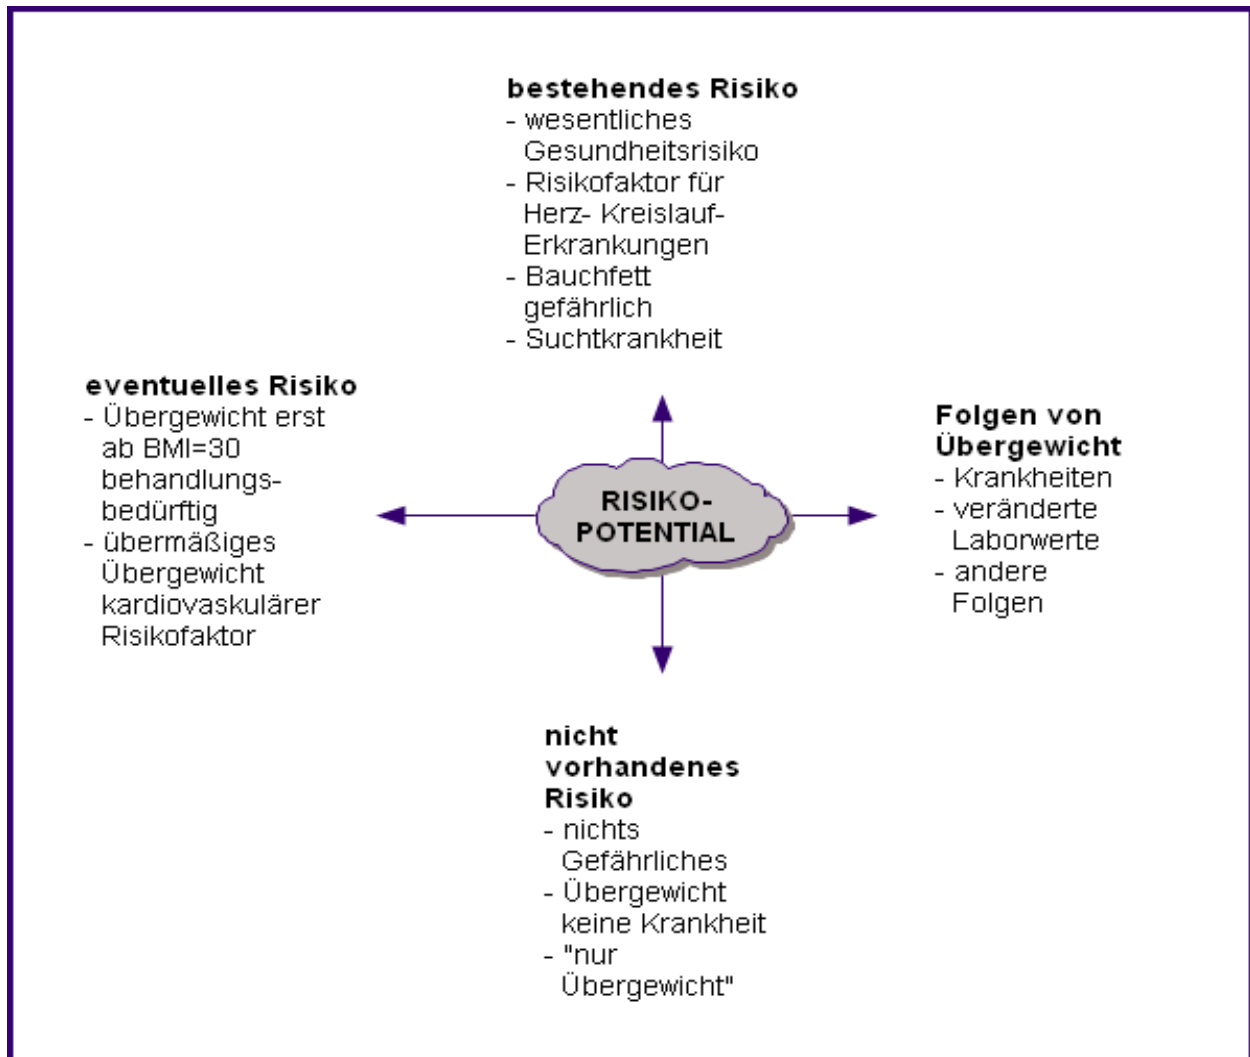 bestehendes Risiko
- wesentliches
Gesundheitsrisiko
- Risikofaktor für
Herz- Kreislauf-
Erkrankungen
- Bauchfett
gefährlich
- Suchtkrankheit
eventuelles Risiko
- Übergewicht erst
ab BMI=30
behandlungs-
bedürftig
- übermäßiges
Übergewicht
kardiovaskulärer
Risikofaktor
RISIKO-
POTENTIAL
Folgen von
Übergewicht
- Krankheiten
- veränderte
Laborwerte
- andere
Folgen
nicht
vorhandenes
Risiko
- nichts
Gefährliches
- Übergewicht
keine Krankheit
- "nur
Übergewicht"